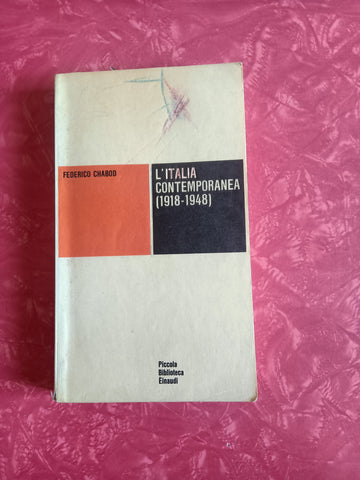 FEDERICO CHABOD
L'ITALIA
CONTEMPORANEA
(1918-1948)
Piccola
Biblioteca
Einaudi